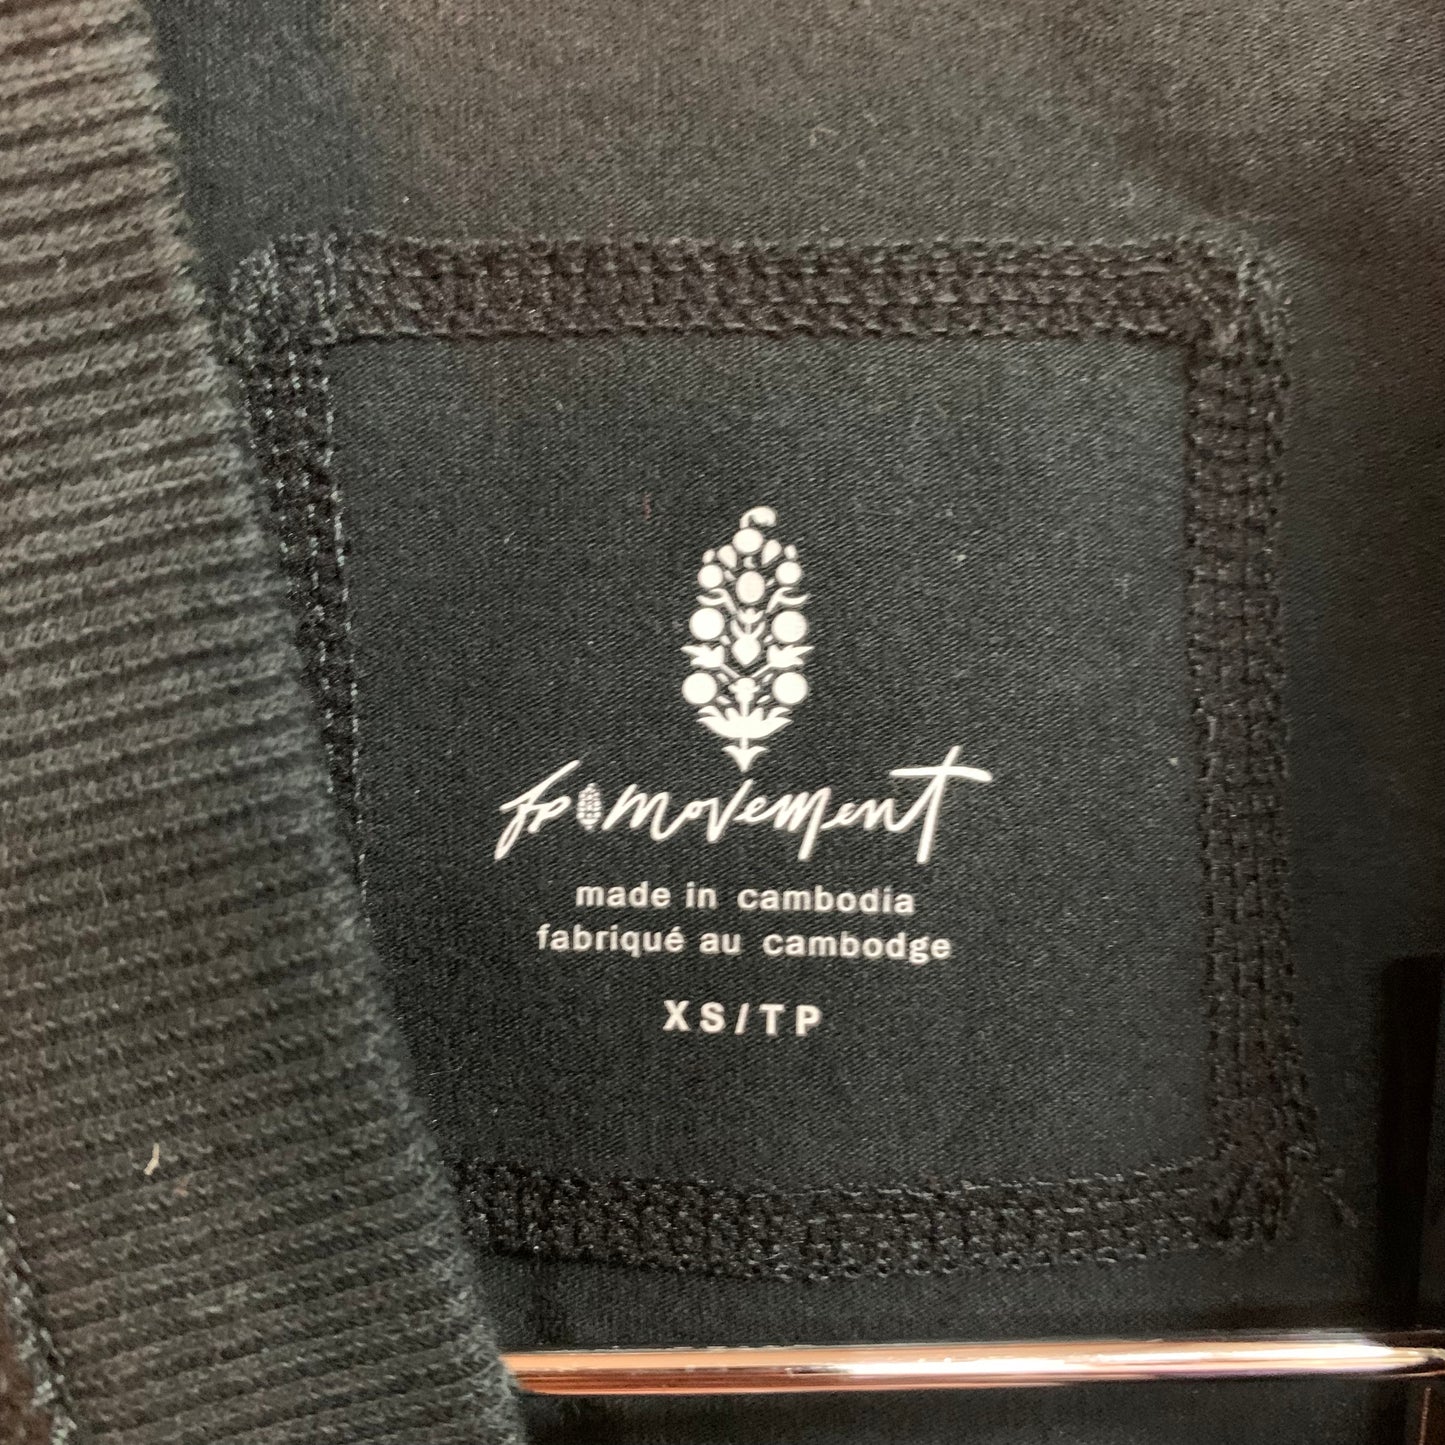 fp movement
made in cambodia
fabriqué au cambodge
XS/TP